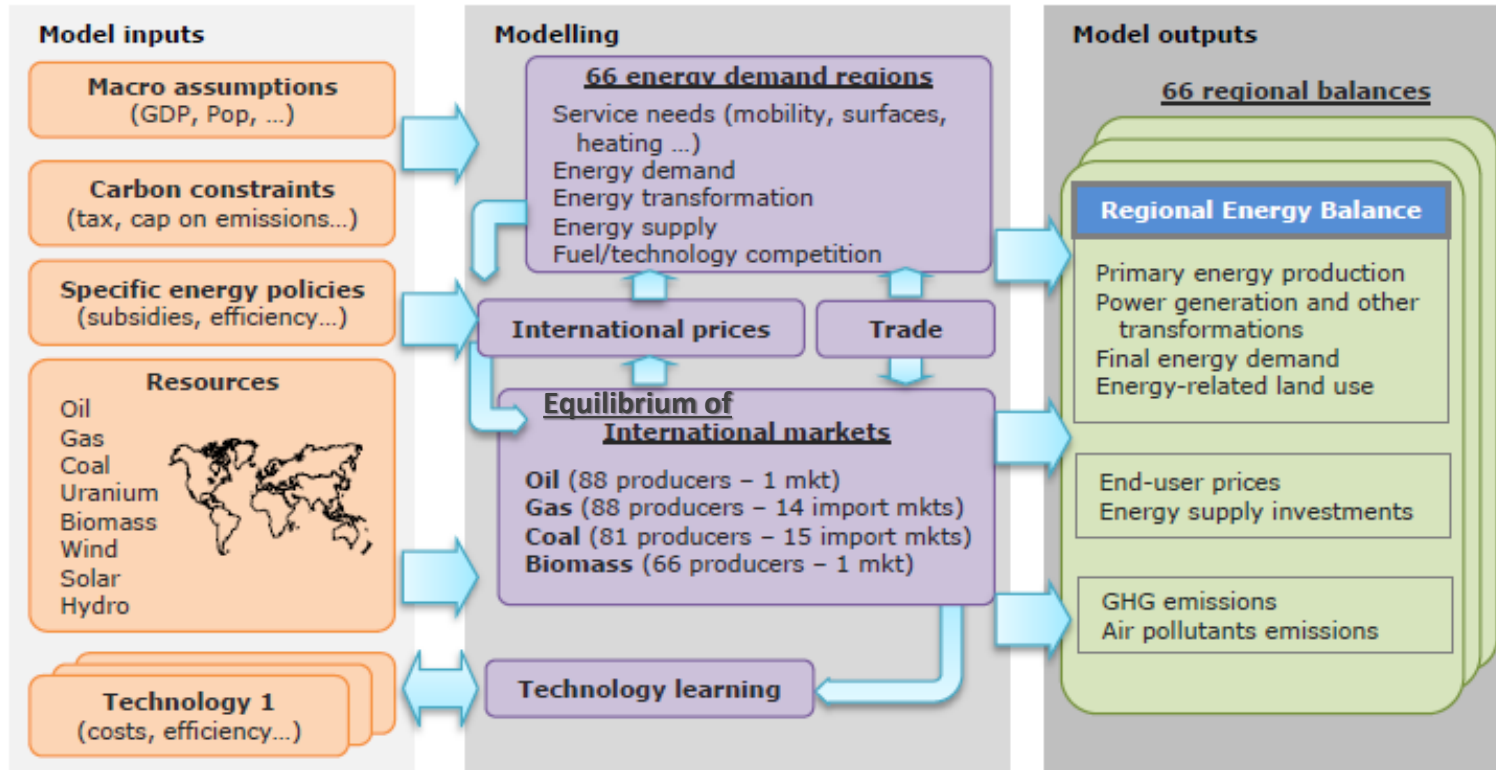 Model inputs
Macro assumptions
(GDP, Pop, ...)
Carbon constraints
(tax, cap on emissions...)
Specific energy policies
(subsidies, efficiency...)
Resources
Oil
Gas
Coal
Uranium
Biomass
Wind
Solar
Hydro
Technology 1
(costs, efficiency...)
Modelling
66 energy demand regions
Service needs (mobility, surfaces,
heating ...)
Energy demand
Energy transformation
Energy supply
Fuel/technology competition
International prices
Trade
Equilibrium of
International markets
Oil (88 producers – 1 mkt)
Gas (88 producers – 14 import mkts)
Coal (81 producers – 15 import mkts)
Biomass (66 producers – 1 mkt)
Technology learning
Model outputs
66 regional balances
Regional Energy Balance
Primary energy production
Power generation and other
transformations
Final energy demand
Energy-related land use
End-user prices
Energy supply investments
GHG emissions
Air pollutants emissions